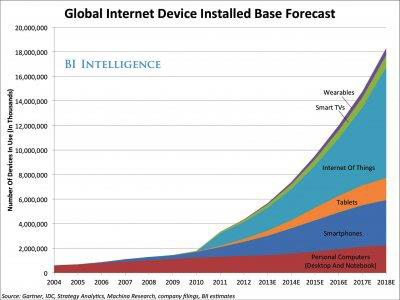 Global Internet Device Installed Base Forecast
20,000,000
18,000,000
16,000,000
14,000,000
12,000,000
10,000,000
8,000,000
6,000,000
4,000,000
2,000,000
0
Number Of Devices In Use (In Thousands)
BI INTELLIGENCE
Wearables
Smart TVs
Internet Of Things
Tablets
Smartphones
Personal Computers
(Desktop And Notebook)
2004 2005 2006 2007 2008 2009 2010 2011 2012E 2013E 2014E 2015E 2016E 2017E 2018E
Source: Gartner, IDC, Strategy Analytics, Machina Research, company filings, BII estimates